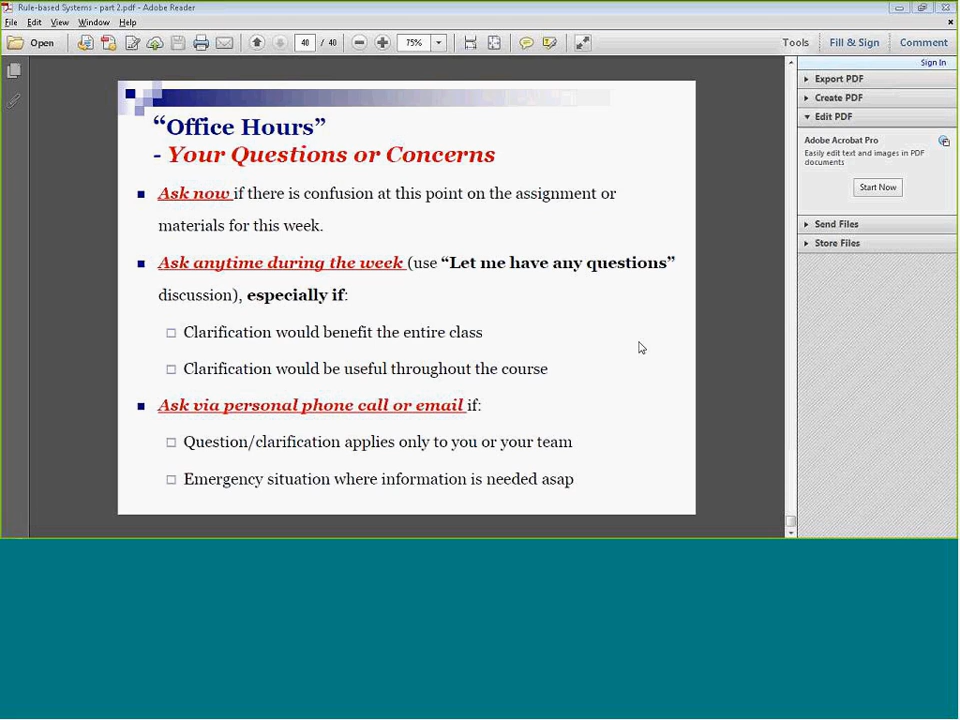 Rule-based Systems - part 2.pdf - Adobe Reader
File Edit View Window Help
Open 40 / 40 75% Tools Fill & Sign Comment
Sign In
Export PDF
Create PDF
Edit PDF
Adobe Acrobat Pro
Easily edit text and images in PDF
documents
Start Now
Send Files
Store Files
“Office Hours”
- Your Questions or Concerns
Ask now if there is confusion at this point on the assignment or
materials for this week.
Ask anytime during the week (use “Let me have any questions”
discussion), especially if:
Clarification would benefit the entire class
Clarification would be useful throughout the course
Ask via personal phone call or email if:
Question/clarification applies only to you or your team
Emergency situation where information is needed asap